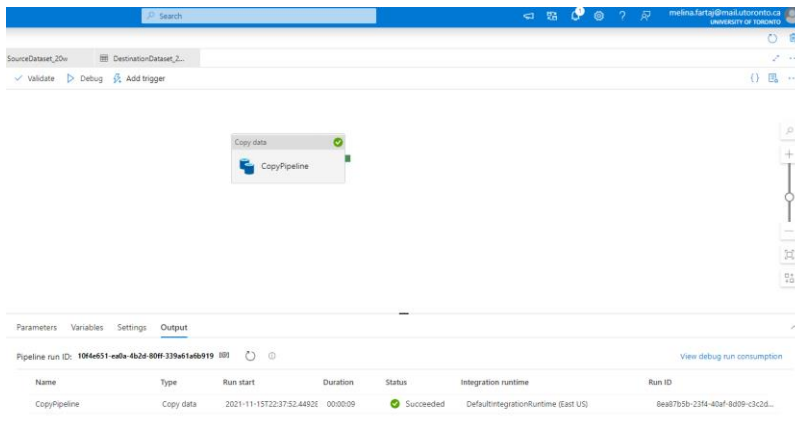 Search
melina.fartaj@mail.utoronto.ca
UNIVERSITY OF TORONTO
1
SourceDataset_20w
DestinationDataset_2...
Validate Debug Add trigger
{}
Copy data
CopyPipeline
Parameters Variables Settings Output
Pipeline run ID: 10f4e651-ea0a-4b2d-80ff-339a61a6b919
View debug run consumption
Name Type Run start Duration Status Integration runtime Run ID
CopyPipeline Copy data 2021-11-15T22:37:52.4492 00:00:09 Succeeded DefaultIntegrationRuntime (East US) 8ea87b5b-23f4-40af-8d09-c3c2d...